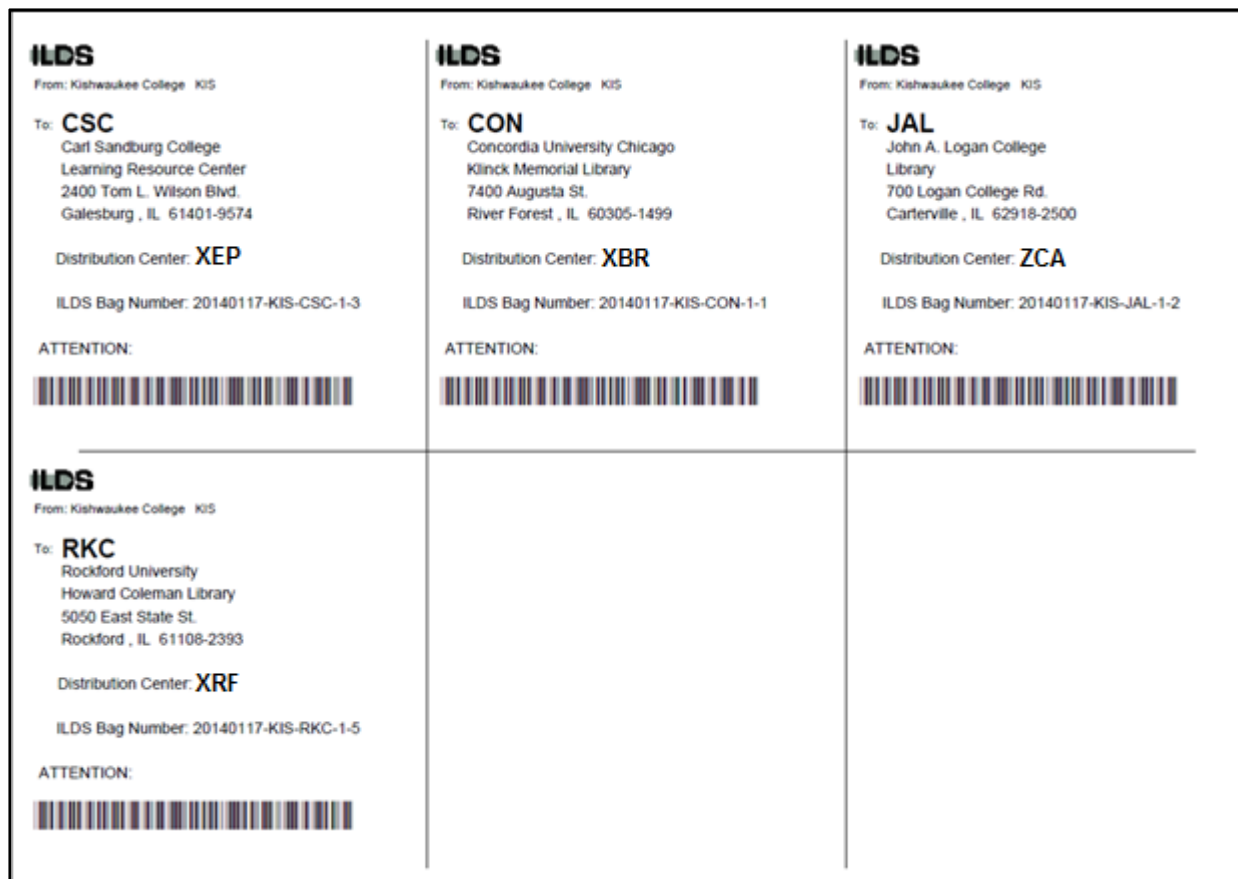 ILDS
From: Kishwaukee College KIS
To: CSC
Carl Sandburg College
Learning Resource Center
2400 Tom L. Wilson Blvd.
Galesburg , IL 61401-9574
Distribution Center: XEP
ILDS Bag Number: 20140117-KIS-CSC-1-3
ATTENTION:
ILDS
From: Kishwaukee College KIS
To: CON
Concordia University Chicago
Klinck Memorial Library
7400 Augusta St.
River Forest , IL 60305-1499
Distribution Center: XBR
ILDS Bag Number: 20140117-KIS-CON-1-1
ATTENTION:
ILDS
From: Kishwaukee College KIS
To: JAL
John A. Logan College
Library
700 Logan College Rd.
Carterville , IL 62918-2500
Distribution Center: ZCA
ILDS Bag Number: 20140117-KIS-JAL-1-2
ATTENTION:
ILDS
From: Kishwaukee College KIS
To: RKC
Rockford University
Howard Coleman Library
5050 East State St.
Rockford , IL 61108-2393
Distribution Center: XRF
ILDS Bag Number: 20140117-KIS-RKC-1-5
ATTENTION: